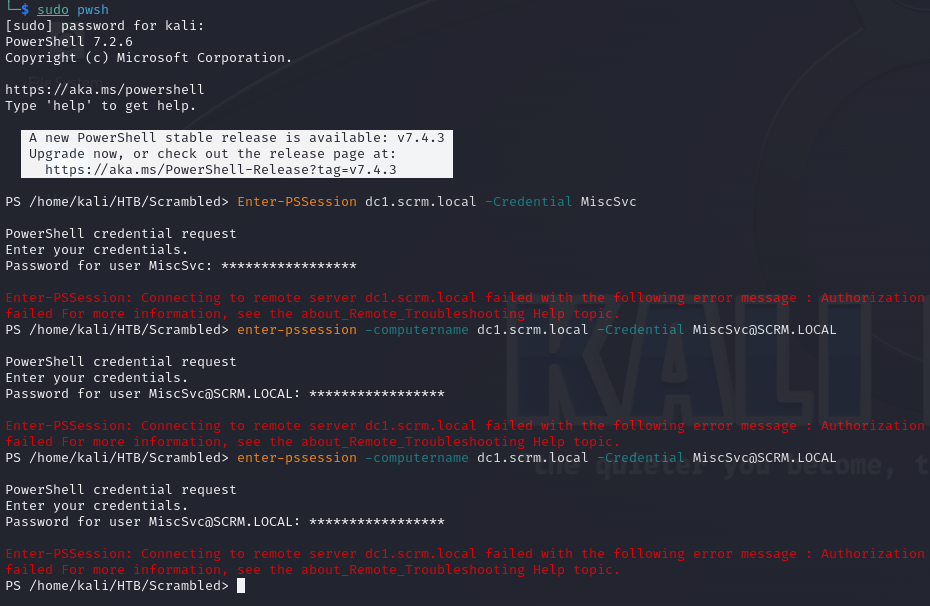 └─$ sudo pwsh
[sudo] password for kali:
PowerShell 7.2.6
Copyright (c) Microsoft Corporation.
https://aka.ms/powershell
Type 'help' to get help.
A new PowerShell stable release is available: v7.4.3
Upgrade now, or check out the release page at:
https://aka.ms/PowerShell-Release?tag=v7.4.3
PS /home/kali/HTB/Scrambled> Enter-PSSession dc1.scrm.local -Credential MiscSvc
PowerShell credential request
Enter your credentials.
Password for user MiscSvc: *****************
Enter-PSSession: Connecting to remote server dc1.scrm.local failed with the following error message : Authorization
failed For more information, see the about_Remote_Troubleshooting Help topic.
PS /home/kali/HTB/Scrambled> enter-pssession -computername dc1.scrm.local -Credential MiscSvc@SCRM.LOCAL
PowerShell credential request
Enter your credentials.
Password for user MiscSvc@SCRM.LOCAL: *****************
Enter-PSSession: Connecting to remote server dc1.scrm.local failed with the following error message : Authorization
failed For more information, see the about_Remote_Troubleshooting Help topic.
PS /home/kali/HTB/Scrambled> enter-pssession -computername dc1.scrm.local -Credential MiscSvc@SCRM.LOCAL
PowerShell credential request
Enter your credentials.
Password for user MiscSvc@SCRM.LOCAL: *****************
Enter-PSSession: Connecting to remote server dc1.scrm.local failed with the following error message : Authorization
failed For more information, see the about_Remote_Troubleshooting Help topic.
PS /home/kali/HTB/Scrambled>
KALI
the quieter you become, t